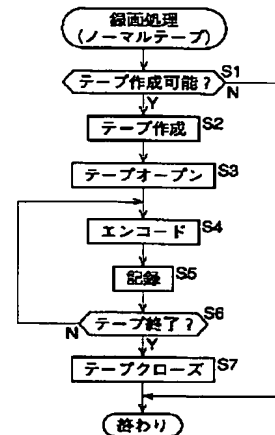 録画処理
(ノーマルテープ)
テープ作成可能？ S1
N
Y
テープ作成 S2
テープオープン S3
エンコード S4
記録 S5
テープ終了？ S6
N
Y
テープクローズ S7
終わり